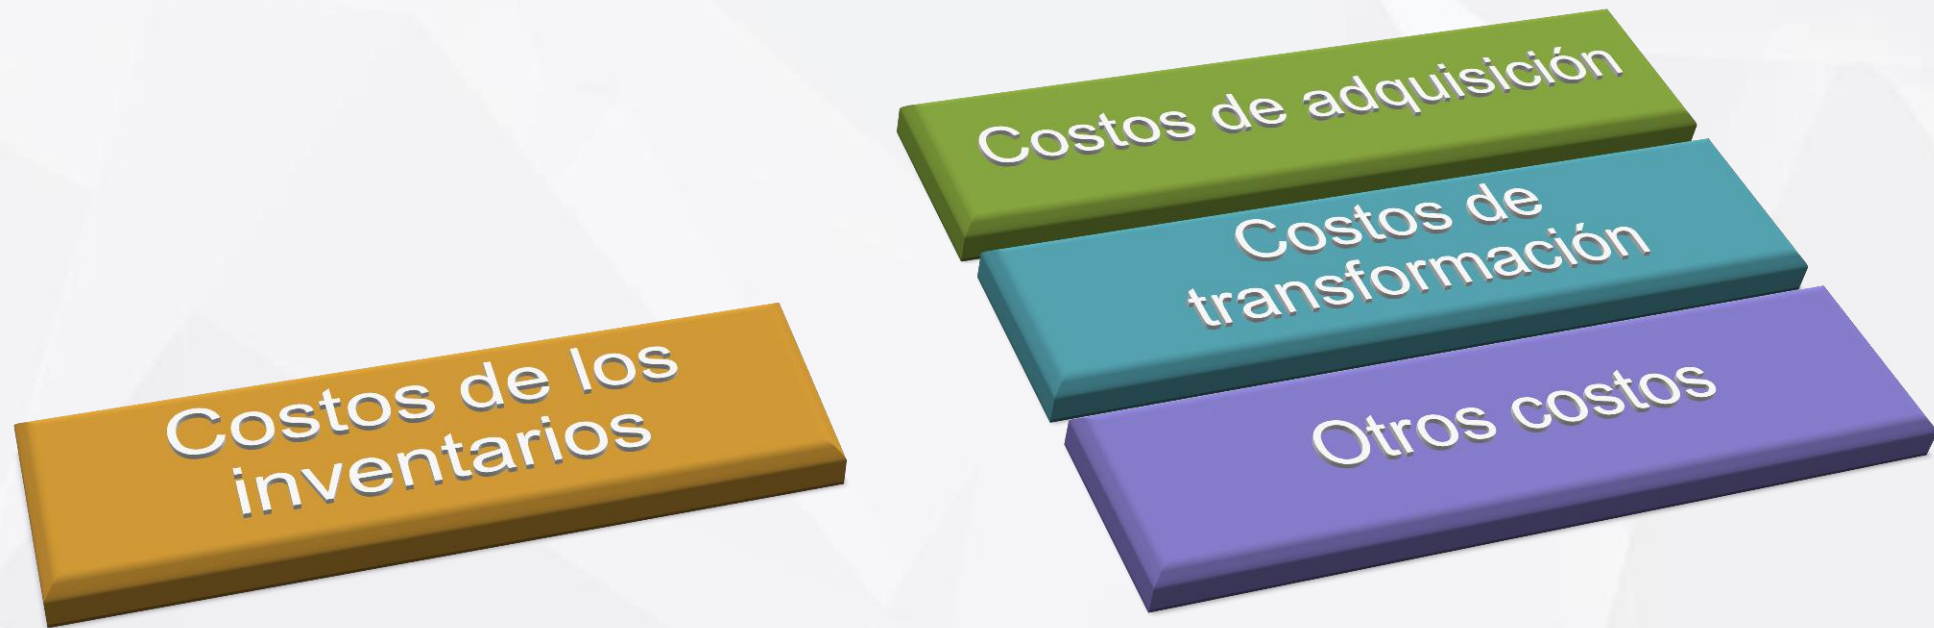 Costos de los
inventarios
Costos de adquisición
Costos de
transformación
Otros costos